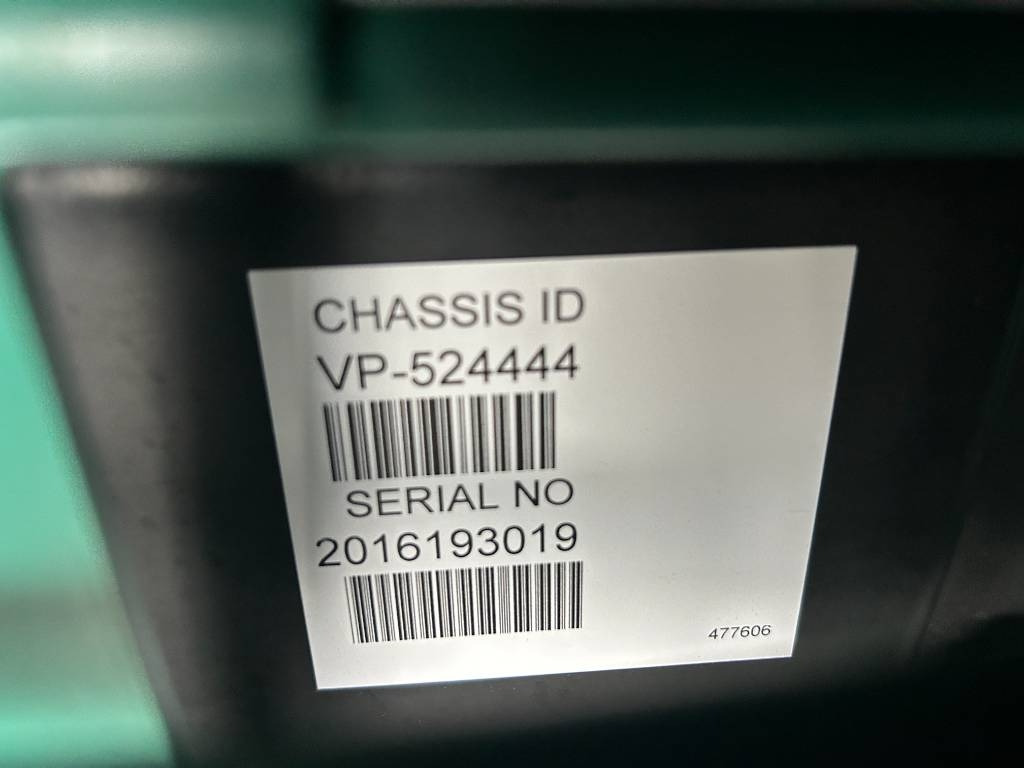 CHASSIS ID
VP-524444
SERIAL NO
2016193019
477606